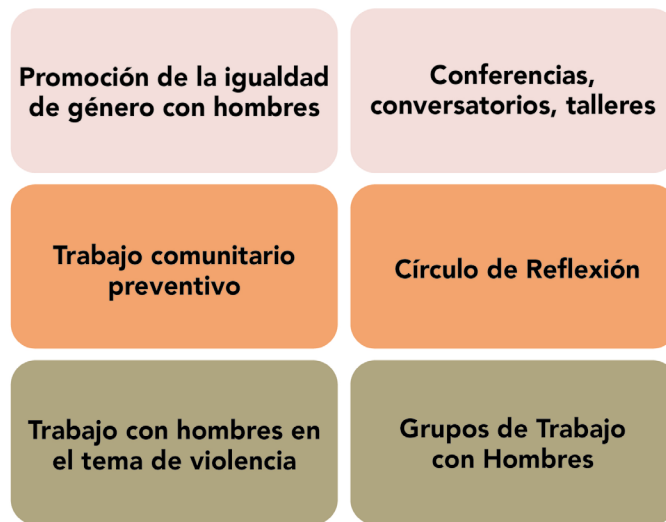 Promoción de la igualdad
de género con hombres
Conferencias,
conversatorios, talleres
Trabajo comunitario
preventivo
Círculo de Reflexión
Trabajo con hombres en
el tema de violencia
Grupos de Trabajo
con Hombres